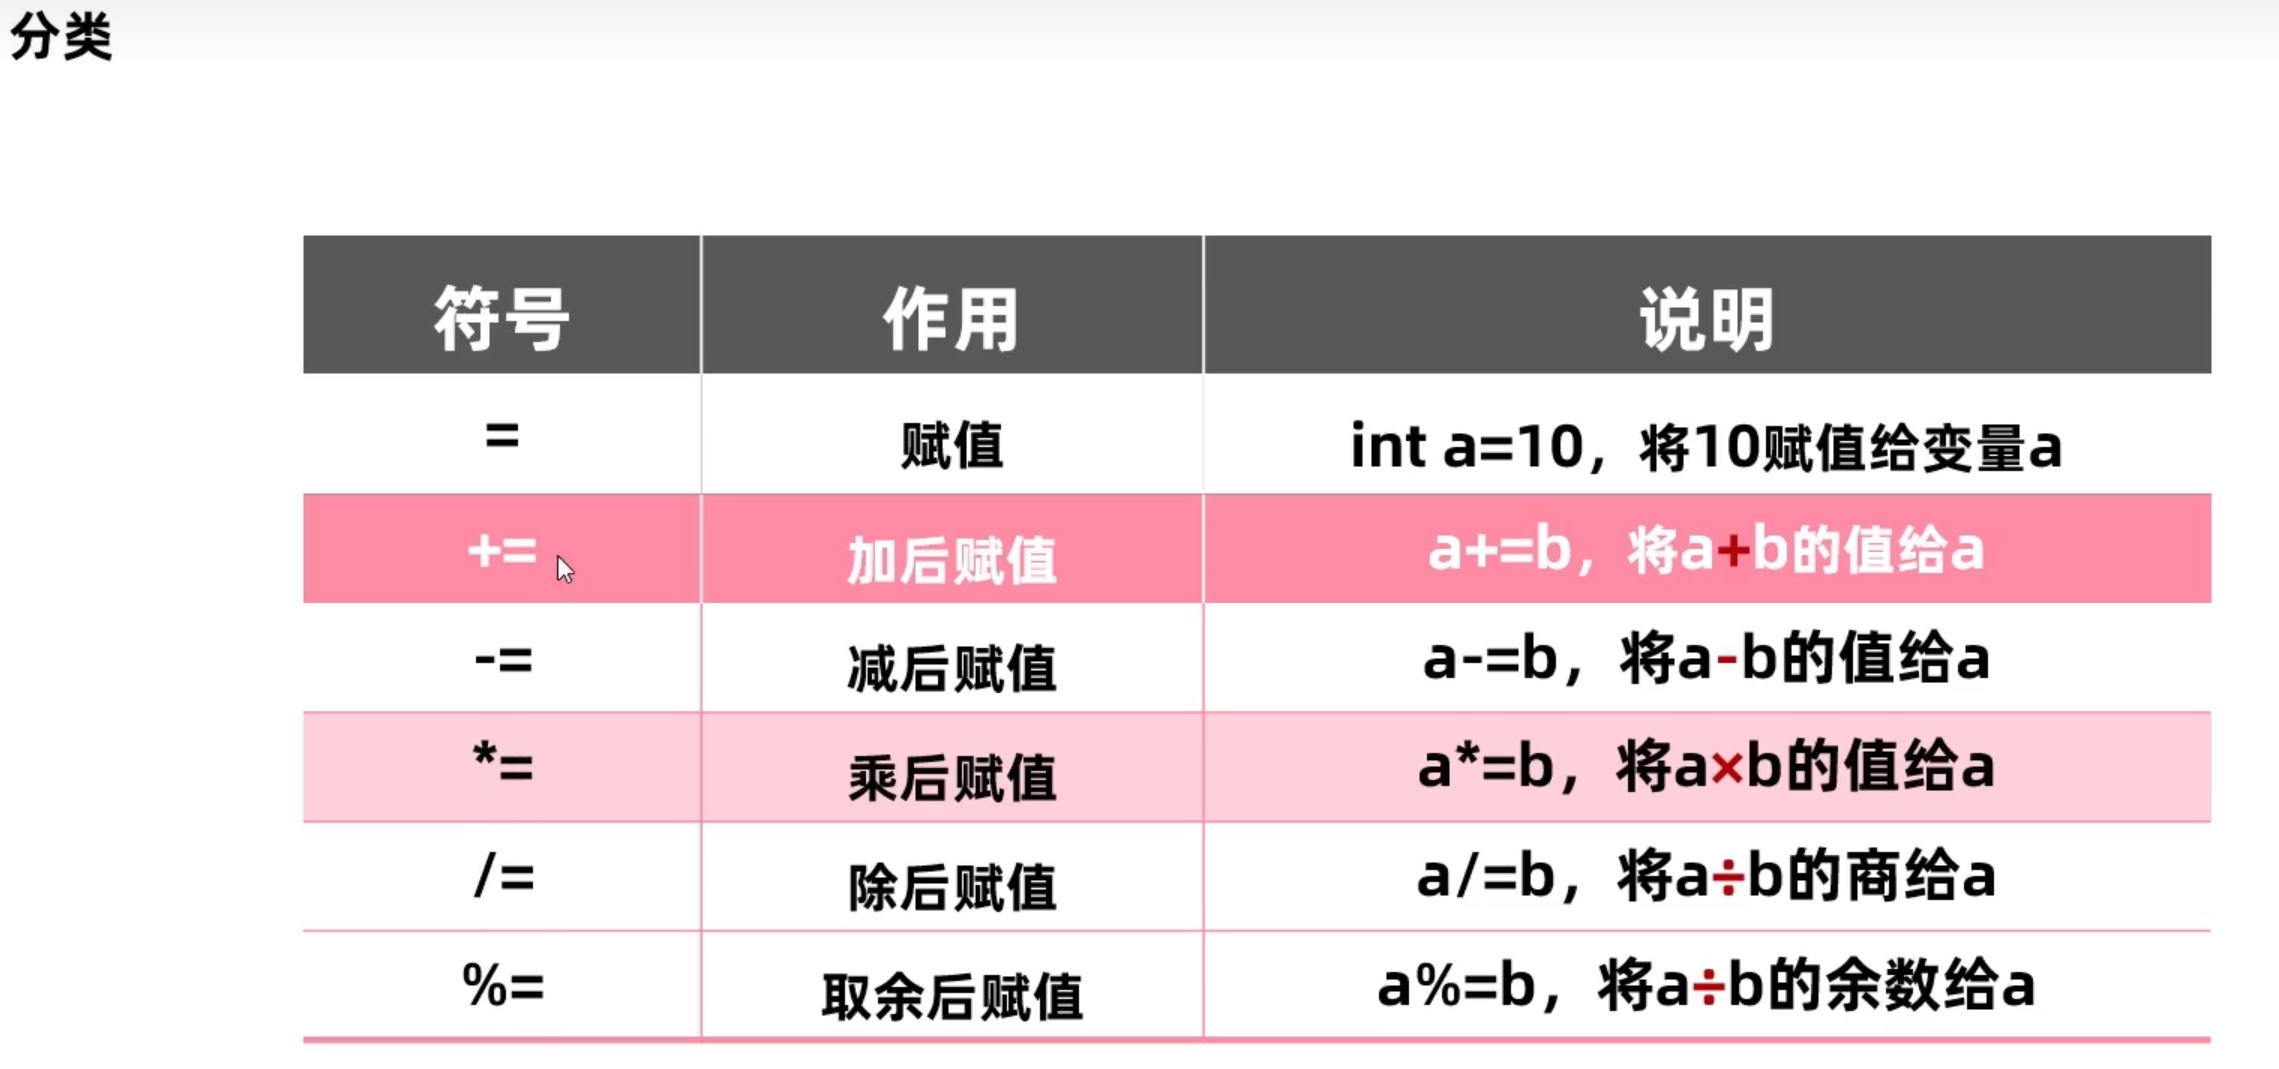 分类
符号 作用 说明
= 赋值 int a=10，将10赋值给变量a
+= 加后赋值 a+=b，将a+b的值给a
-= 减后赋值 a-=b，将a-b的值给a
*= 乘后赋值 a*=b，将a×b的值给a
/= 除后赋值 a/=b，将a÷b的商给a
%= 取余后赋值 a%=b，将a÷b的余数给a